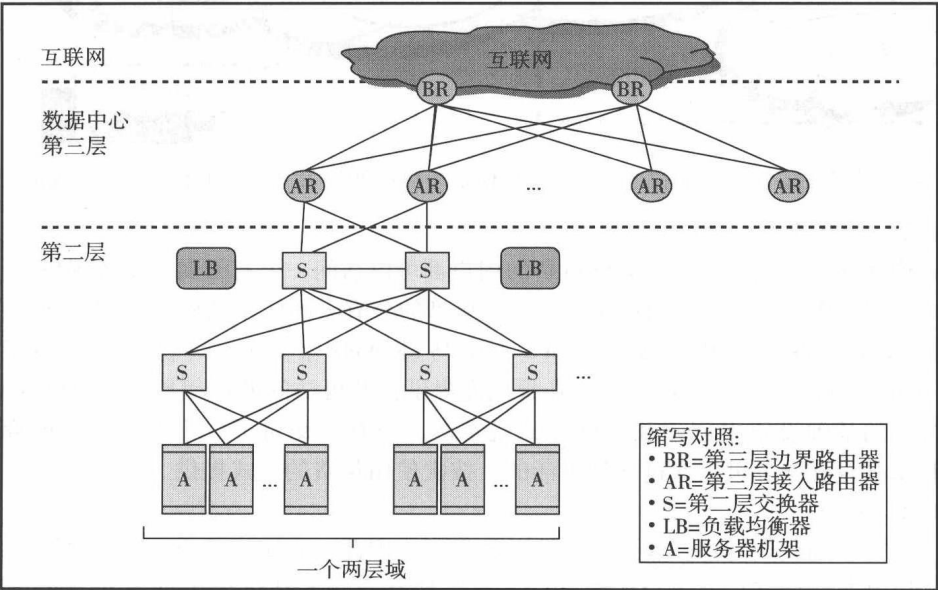 互联网
互联网
BR BR
数据中心
第三层
AR AR ... AR AR
第二层
LB S S LB
S S S S ...
A A ... A A A ... A
一个两层域
缩写对照:
• BR=第三层边界路由器
• AR=第三层接入路由器
• S=第二层交换器
• LB=负载均衡器
• A=服务器机架